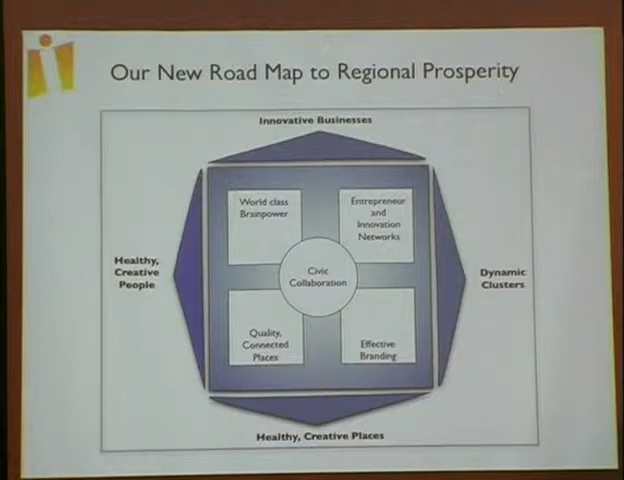 Our New Road Map to Regional Prosperity
Innovative Businesses
World class
Brainpower
Entrepreneur
and
Innovation
Networks
Healthy,
Creative
People
Civic
Collaboration
Dynamic
Clusters
Quality,
Connected
Places
Effective
Branding
Healthy, Creative Places